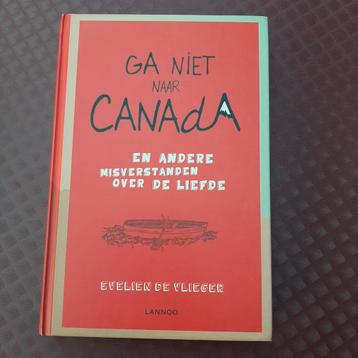 GA NiET
NAAR
CANAdA
EN ANDERE
MISVERSTANDEN
OVER DE LIEFDE
EVELIEN DE VLIEGER
LANNOO